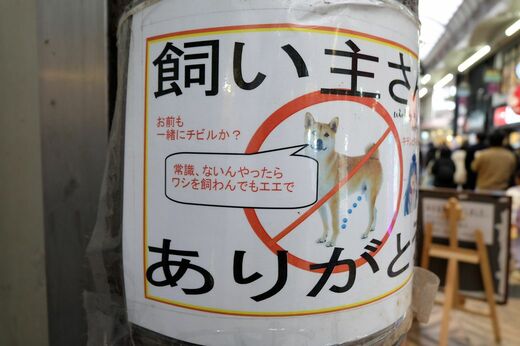 飼い主さん
お前も
一緒にチビルか？
常識、ないんやったら
ワシを飼わんでもエエで
ありがと